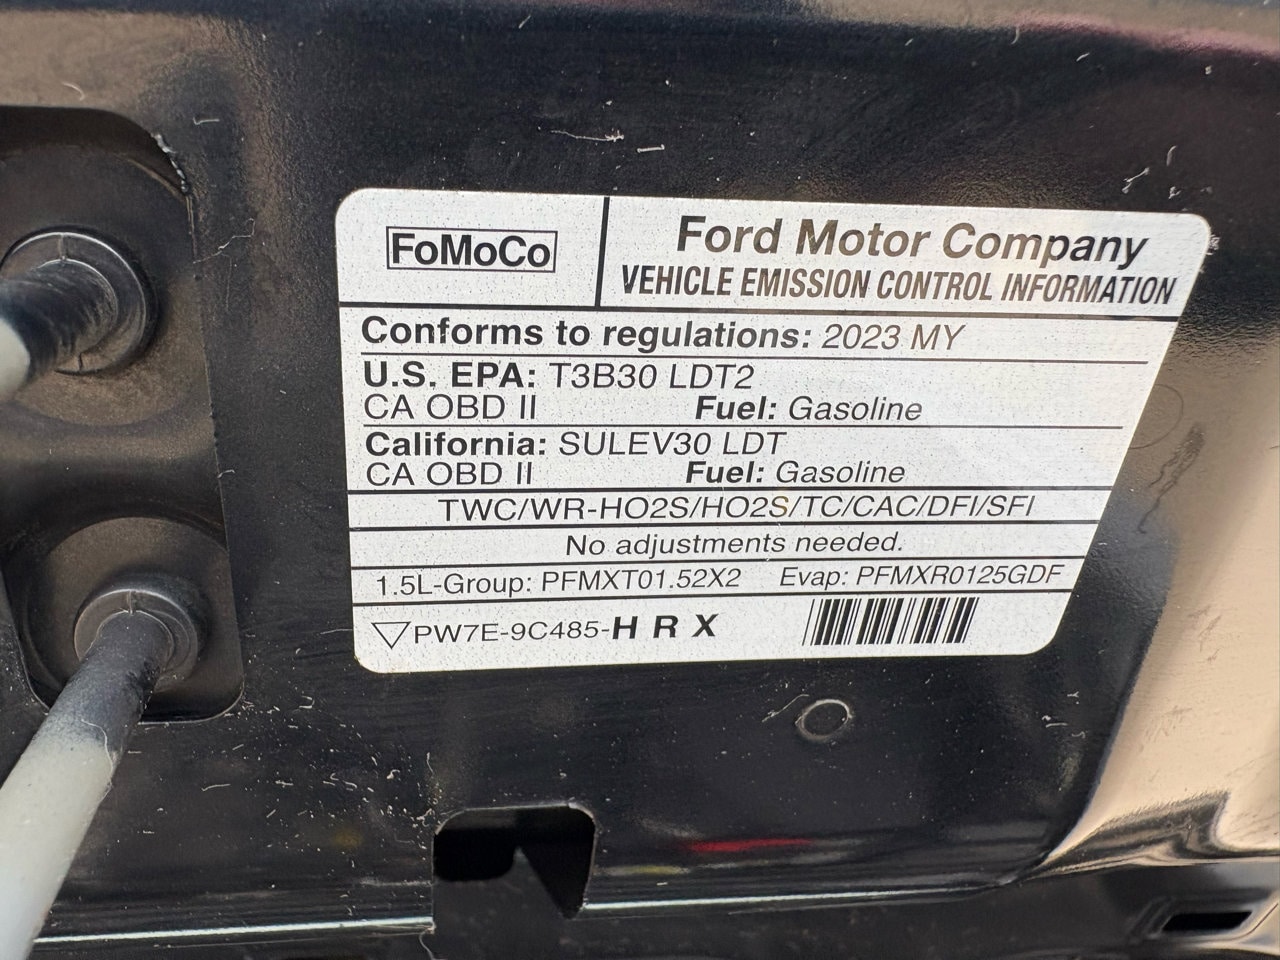 FoMoCo
Ford Motor Company
VEHICLE EMISSION CONTROL INFORMATION
Conforms to regulations: 2023 MY
U.S. EPA: T3B30 LDT2
CA OBD II Fuel: Gasoline
California: SULEV30 LDT
CA OBD II Fuel: Gasoline
TWC/WR-HO2S/HO2S/TC/CAC/DFI/SFI
No adjustments needed.
1.5L-Group: PFMXT01.52X2 Evap: PFMXR0125GDF
PW7E-9C485-H R X